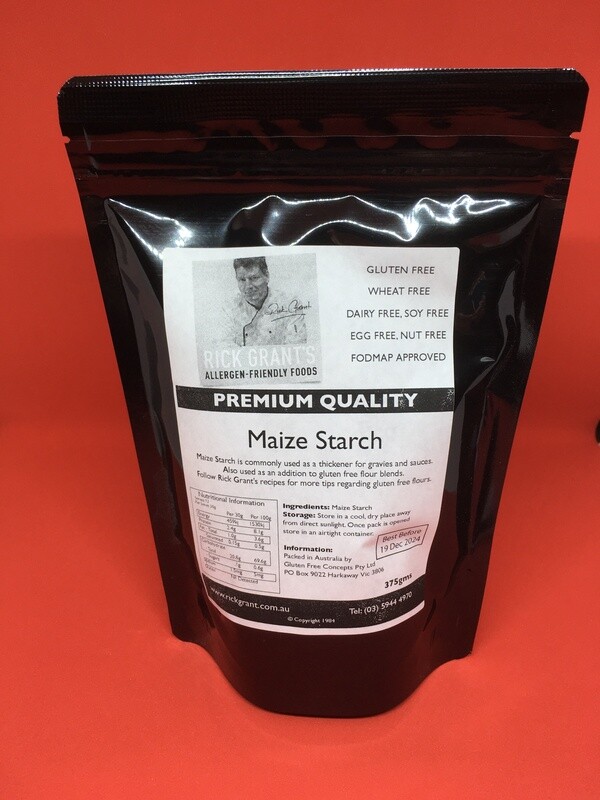 GLUTEN FREE
WHEAT FREE
DAIRY FREE, SOY FREE
EGG FREE, NUT FREE
FODMAP APPROVED
RICK GRANT'S
ALLERGEN-FRIENDLY FOODS
PREMIUM QUALITY
Maize Starch
Maize Starch is commonly used as a thickener for gravies and sauces.
Also used as an addition to gluten free flour blends.
Follow Rick Grant's recipes for more tips regarding gluten free flours.
Nutritional Information
Per 30g Per 100g
Ingredients: Maize Starch
Storage: Store in a cool, dry place away
from direct sunlight. Once pack is opened
store in an airtight container.
Best Before
19 Dec 2024
Information:
Packed in Australia by
Gluten Free Concepts Pty Ltd
PO Box 9022 Harkaway Vic 3806
375gms
www.rickgrant.com.au
Tel: (03) 5944 4970
© Copyright 1984